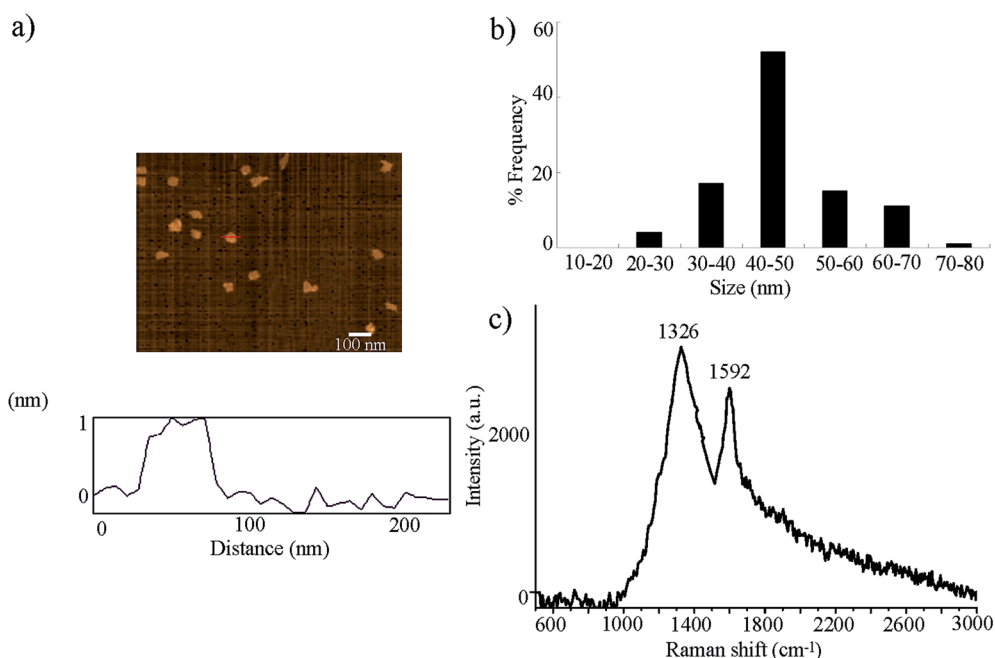 a)
100 nm
(nm)
1
0
0
100
200
Distance (nm)
b)
% Frequency
60
40
20
0
10-20 20-30 30-40 40-50 50-60 60-70 70-80
Size (nm)
c)
1326
1592
Intensity (a.u.)
2000
0
600 1000 1400 1800 2200 2600 3000
Raman shift (cm⁻¹)